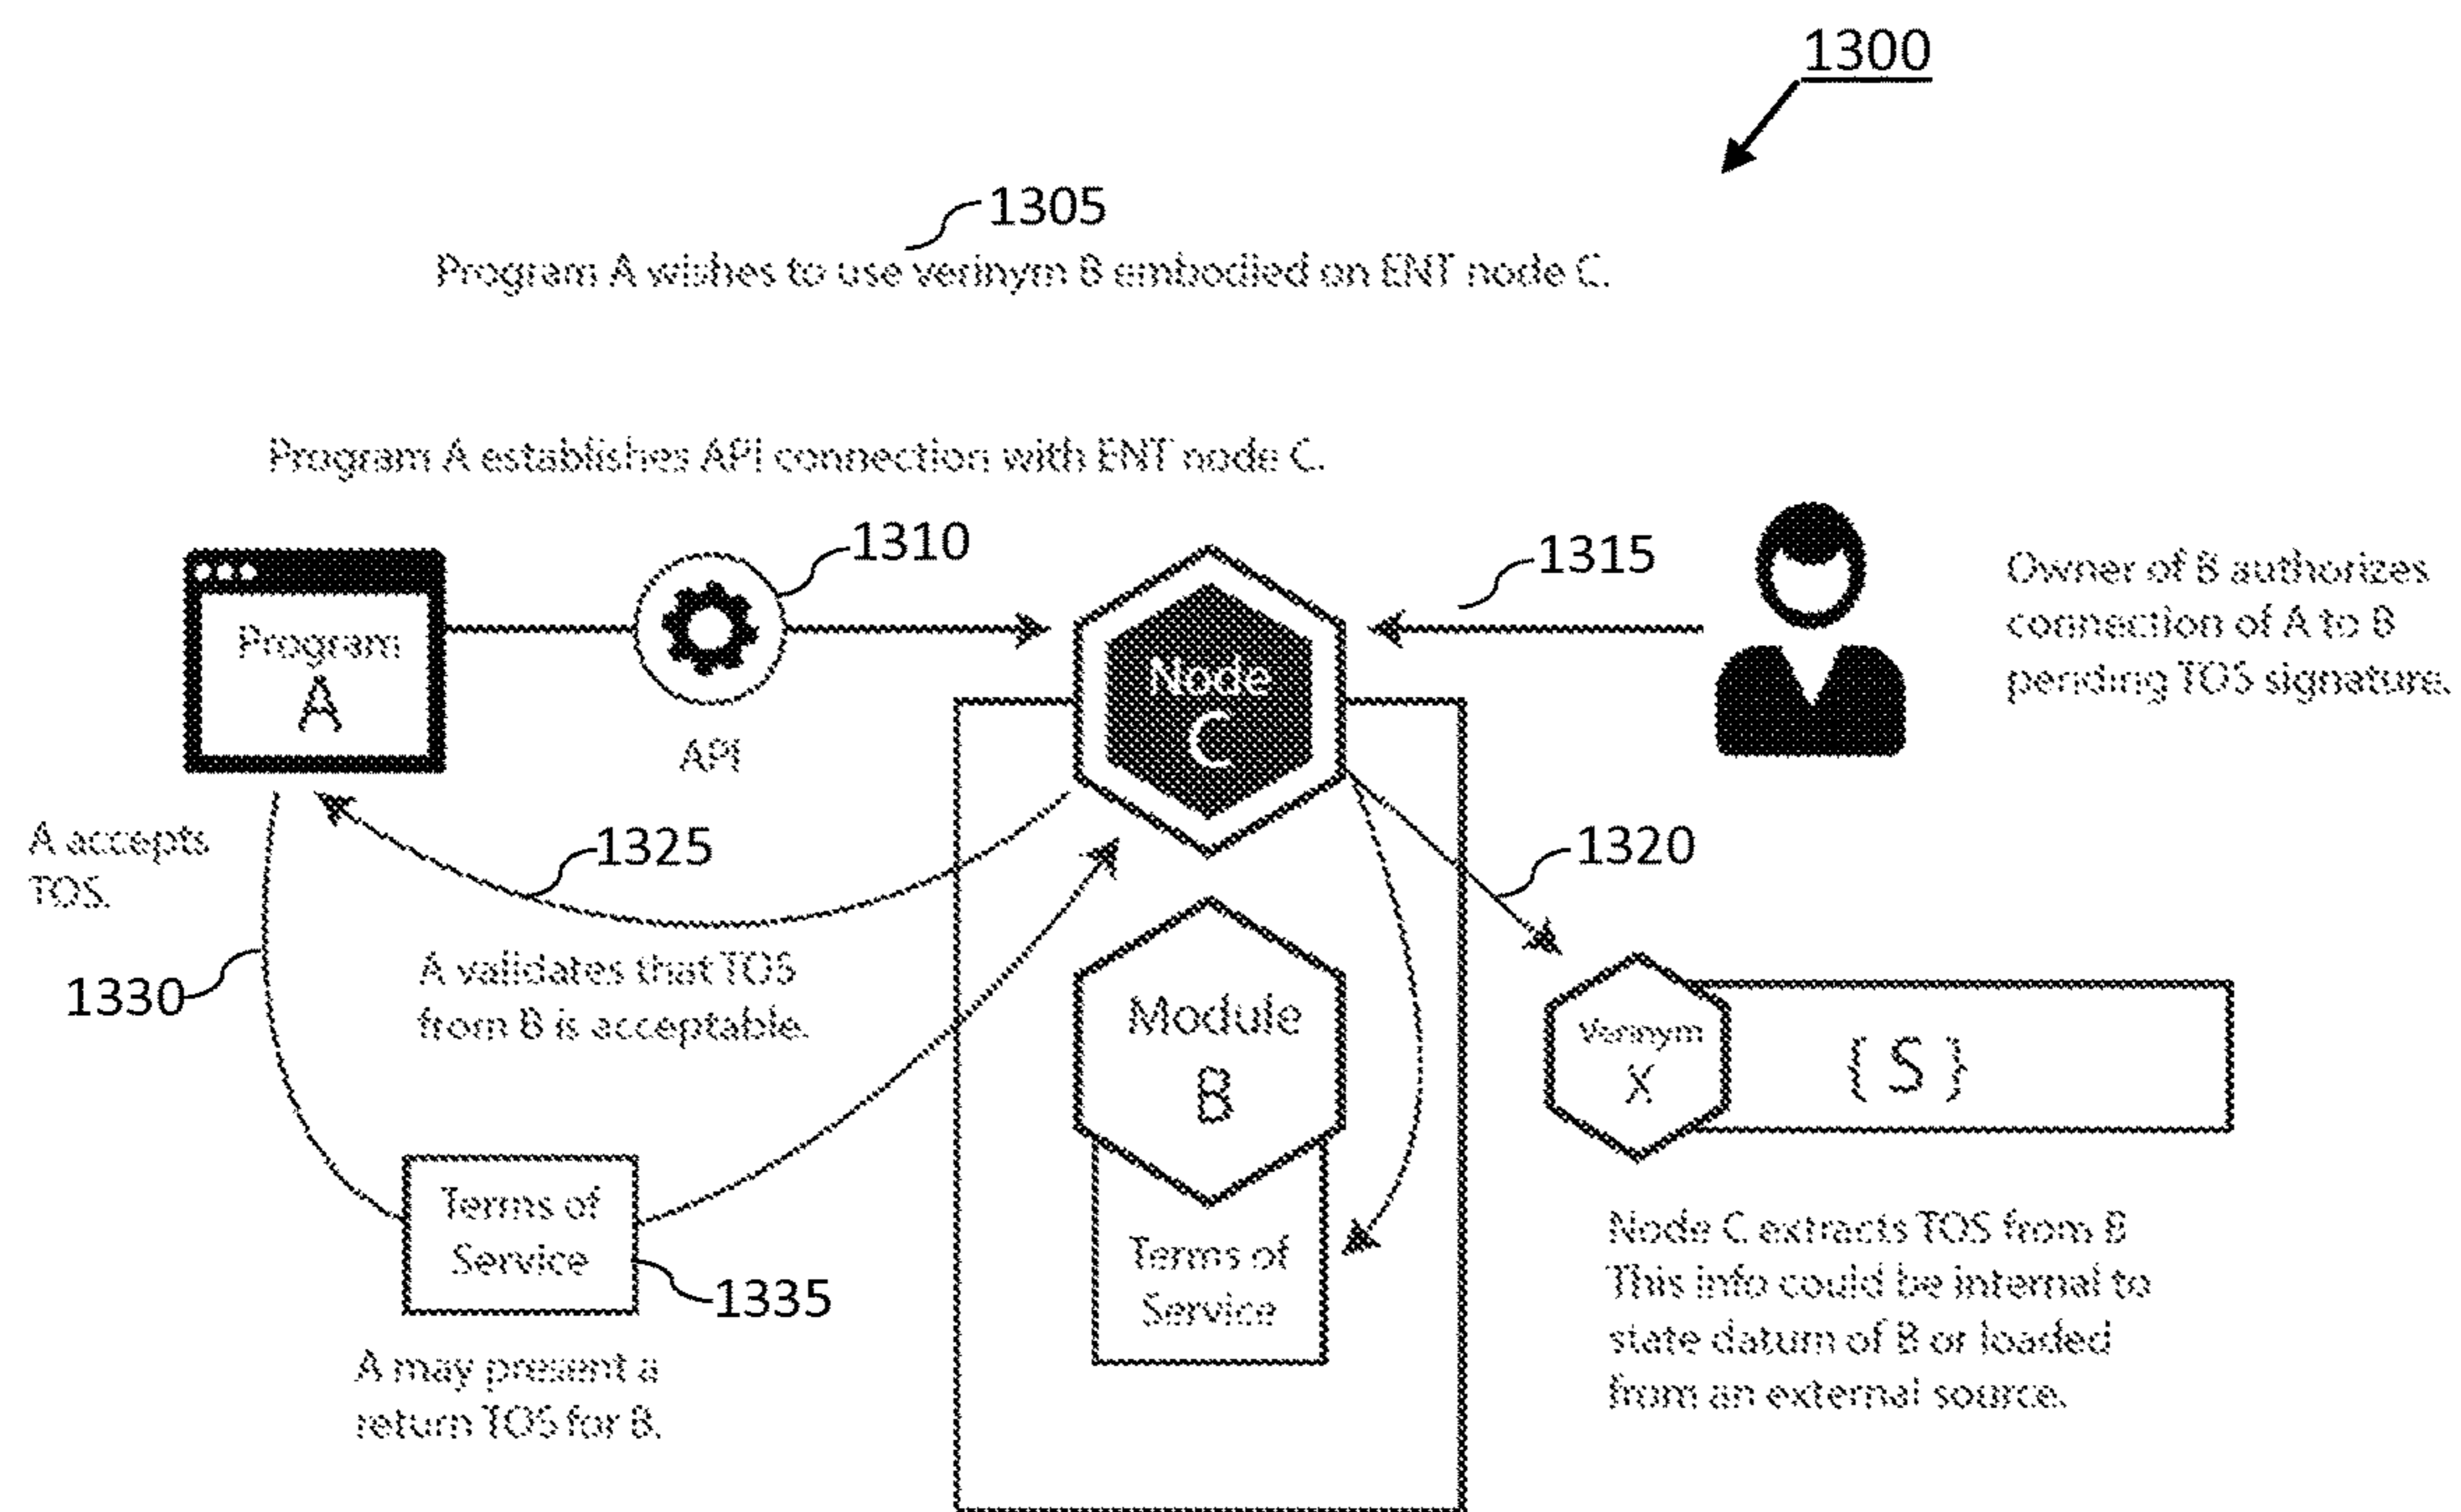 1300
1305
Program A wishes to use verinym B embodied on ENT node C.
Program A establishes API connection with ENT node C.
1310
1315
Program
A
API
Node
C
Owner of B authorizes
connection of A to B
pending TOS signature.
A accepts
TOS.
1325
1320
1330
A validates that TOS
from B is acceptable.
Module
B
Verinym
X
{ S }
Terms of
Service
1335
Terms of
Service
Node C extracts TOS from B
This info could be internal to
state datum of B or loaded
from an external source.
A may present a
return TOS for B.